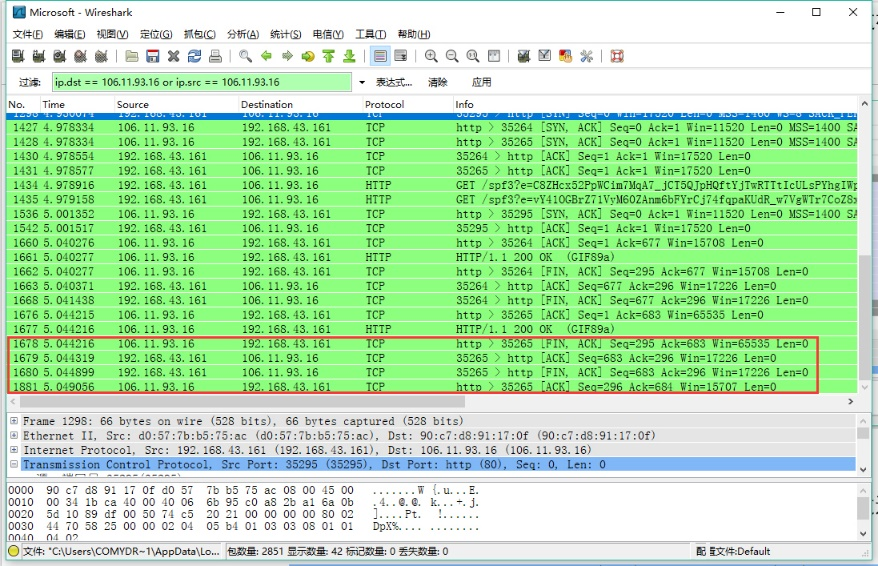 Microsoft - Wireshark
文件(F) 编辑(E) 视图(V) 定位(G) 抓包(C) 分析(A) 统计(S) 电信(Y) 工具(T) 帮助(H)
过滤: ip.dst == 106.11.93.16 or ip.src == 106.11.93.16 表达式... 清除 应用
No. Time Source Destination Protocol Info
1427 4.978334 106.11.93.16 192.168.43.161 TCP http > 35264 [SYN, ACK] Seq=0 Ack=1 Win=11520 Len=0 MSS=1400 SA
1428 4.978334 106.11.93.16 192.168.43.161 TCP http > 35265 [SYN, ACK] Seq=0 Ack=1 Win=11520 Len=0 MSS=1400 SA
1430 4.978554 192.168.43.161 106.11.93.16 TCP 35264 > http [ACK] Seq=1 Ack=1 Win=17520 Len=0
1431 4.978577 192.168.43.161 106.11.93.16 TCP 35265 > http [ACK] Seq=1 Ack=1 Win=17520 Len=0
1434 4.978916 192.168.43.161 106.11.93.16 HTTP GET
1435 4.979158 192.168.43.161 106.11.93.16 HTTP GET
1536 5.001352 106.11.93.16 192.168.43.161 TCP http > 35295 [SYN, ACK] Seq=0 Ack=1 Win=11520 Len=0 MSS=1400 SA
1542 5.001517 192.168.43.161 106.11.93.16 TCP 35295 > http [ACK] Seq=1 Ack=1 Win=17520 Len=0
1660 5.040276 106.11.93.16 192.168.43.161 TCP http > 35264 [ACK] Seq=1 Ack=677 Win=15708 Len=0
1661 5.040277 106.11.93.16 192.168.43.161 HTTP HTTP/1.1 200 OK (GIF89a)
1662 5.040277 106.11.93.16 192.168.43.161 TCP http > 35264 [FIN, ACK] Seq=295 Ack=677 Win=15708 Len=0
1663 5.040371 192.168.43.161 106.11.93.16 TCP 35264 > http [ACK] Seq=677 Ack=296 Win=17226 Len=0
1668 5.041438 192.168.43.161 106.11.93.16 TCP 35264 > http [FIN, ACK] Seq=677 Ack=296 Win=17226 Len=0
1676 5.044215 106.11.93.16 192.168.43.161 TCP http > 35265 [ACK] Seq=1 Ack=683 Win=65535 Len=0
1677 5.044216 106.11.93.16 192.168.43.161 HTTP HTTP/1.1 200 OK (GIF89a)
1678 5.044216 106.11.93.16 192.168.43.161 TCP http > 35265 [FIN, ACK] Seq=295 Ack=683 Win=65535 Len=0
1679 5.044319 192.168.43.161 106.11.93.16 TCP 35265 > http [ACK] Seq=683 Ack=296 Win=17226 Len=0
1680 5.044899 192.168.43.161 106.11.93.16 TCP 35265 > http [FIN, ACK] Seq=683 Ack=296 Win=17226 Len=0
1881 5.049056 106.11.93.16 192.168.43.161 TCP http > 35265 [ACK] Seq=296 Ack=684 Win=15707 Len=0
Frame 1298: 66 bytes on wire (528 bits), 66 bytes captured (528 bits)
Ethernet II, Src: d0:57:7b:b5:75:ac (d0:57:7b:b5:75:ac), Dst: 90:c7:d8:91:17:0f (90:c7:d8:91:17:0f)
Internet Protocol, Src: 192.168.43.161 (192.168.43.161), Dst: 106.11.93.16 (106.11.93.16)
Transmission Control Protocol, Src Port: 35295 (35295), Dst Port: http (80), Seq: 0, Len: 0
0000 90 c7 d8 91 17 0f d0 57 7b b5 75 ac 08 00 45 00 .......W {.u...E.
0010 00 34 1b ca 40 00 40 06 6b 95 c0 a8 2b a1 6a 0b .4..@.@. k...+.j.
0020 5d 10 89 df 00 50 74 c5 20 21 00 00 00 00 80 02 ]....Pt. !......
0030 44 70 58 25 00 00 02 04 05 b4 01 03 03 08 01 01 DpX%.... ........
0040 04 02
文件: "C:\Users\COMYDR~1\AppData\Lo... 包数量: 2851 显示数量: 42 标记数量: 0 丢失数量: 0 配置文件:Default